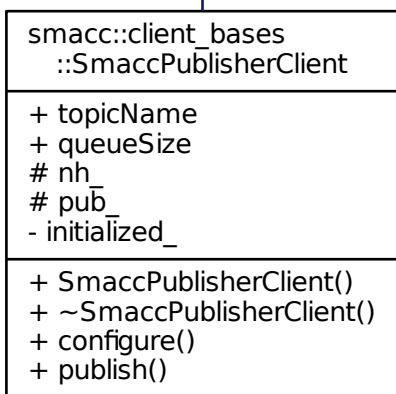 smacc::client_bases
::SmaccPublisherClient
+ topicName
+ queueSize
# nh_
# pub_
- initialized_
+ SmaccPublisherClient()
+ ~SmaccPublisherClient()
+ configure()
+ publish()